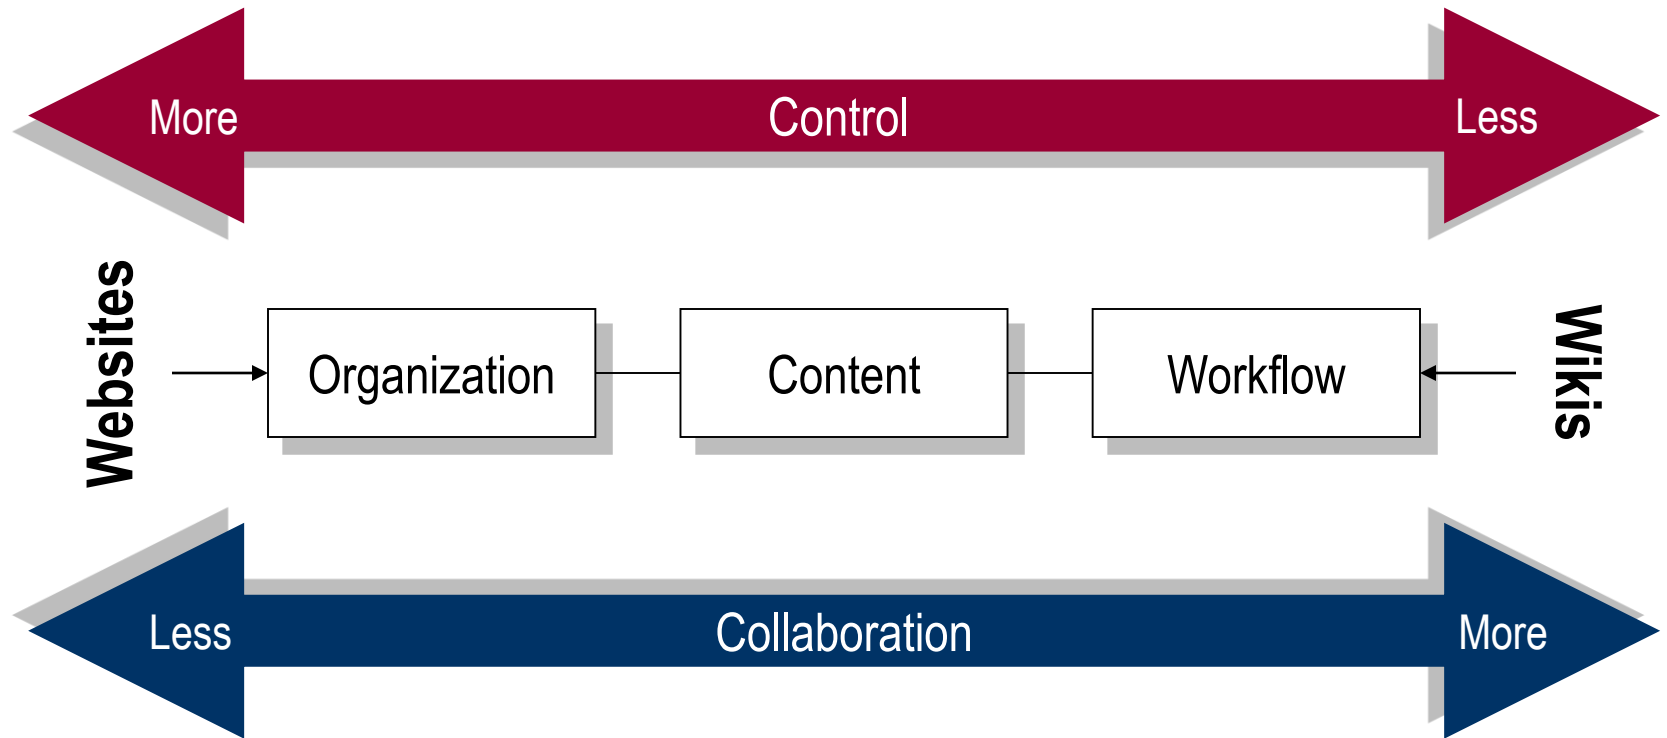 More
Control
Less
Websites
Organization
Content
Workflow
Wikis
Less
Collaboration
More